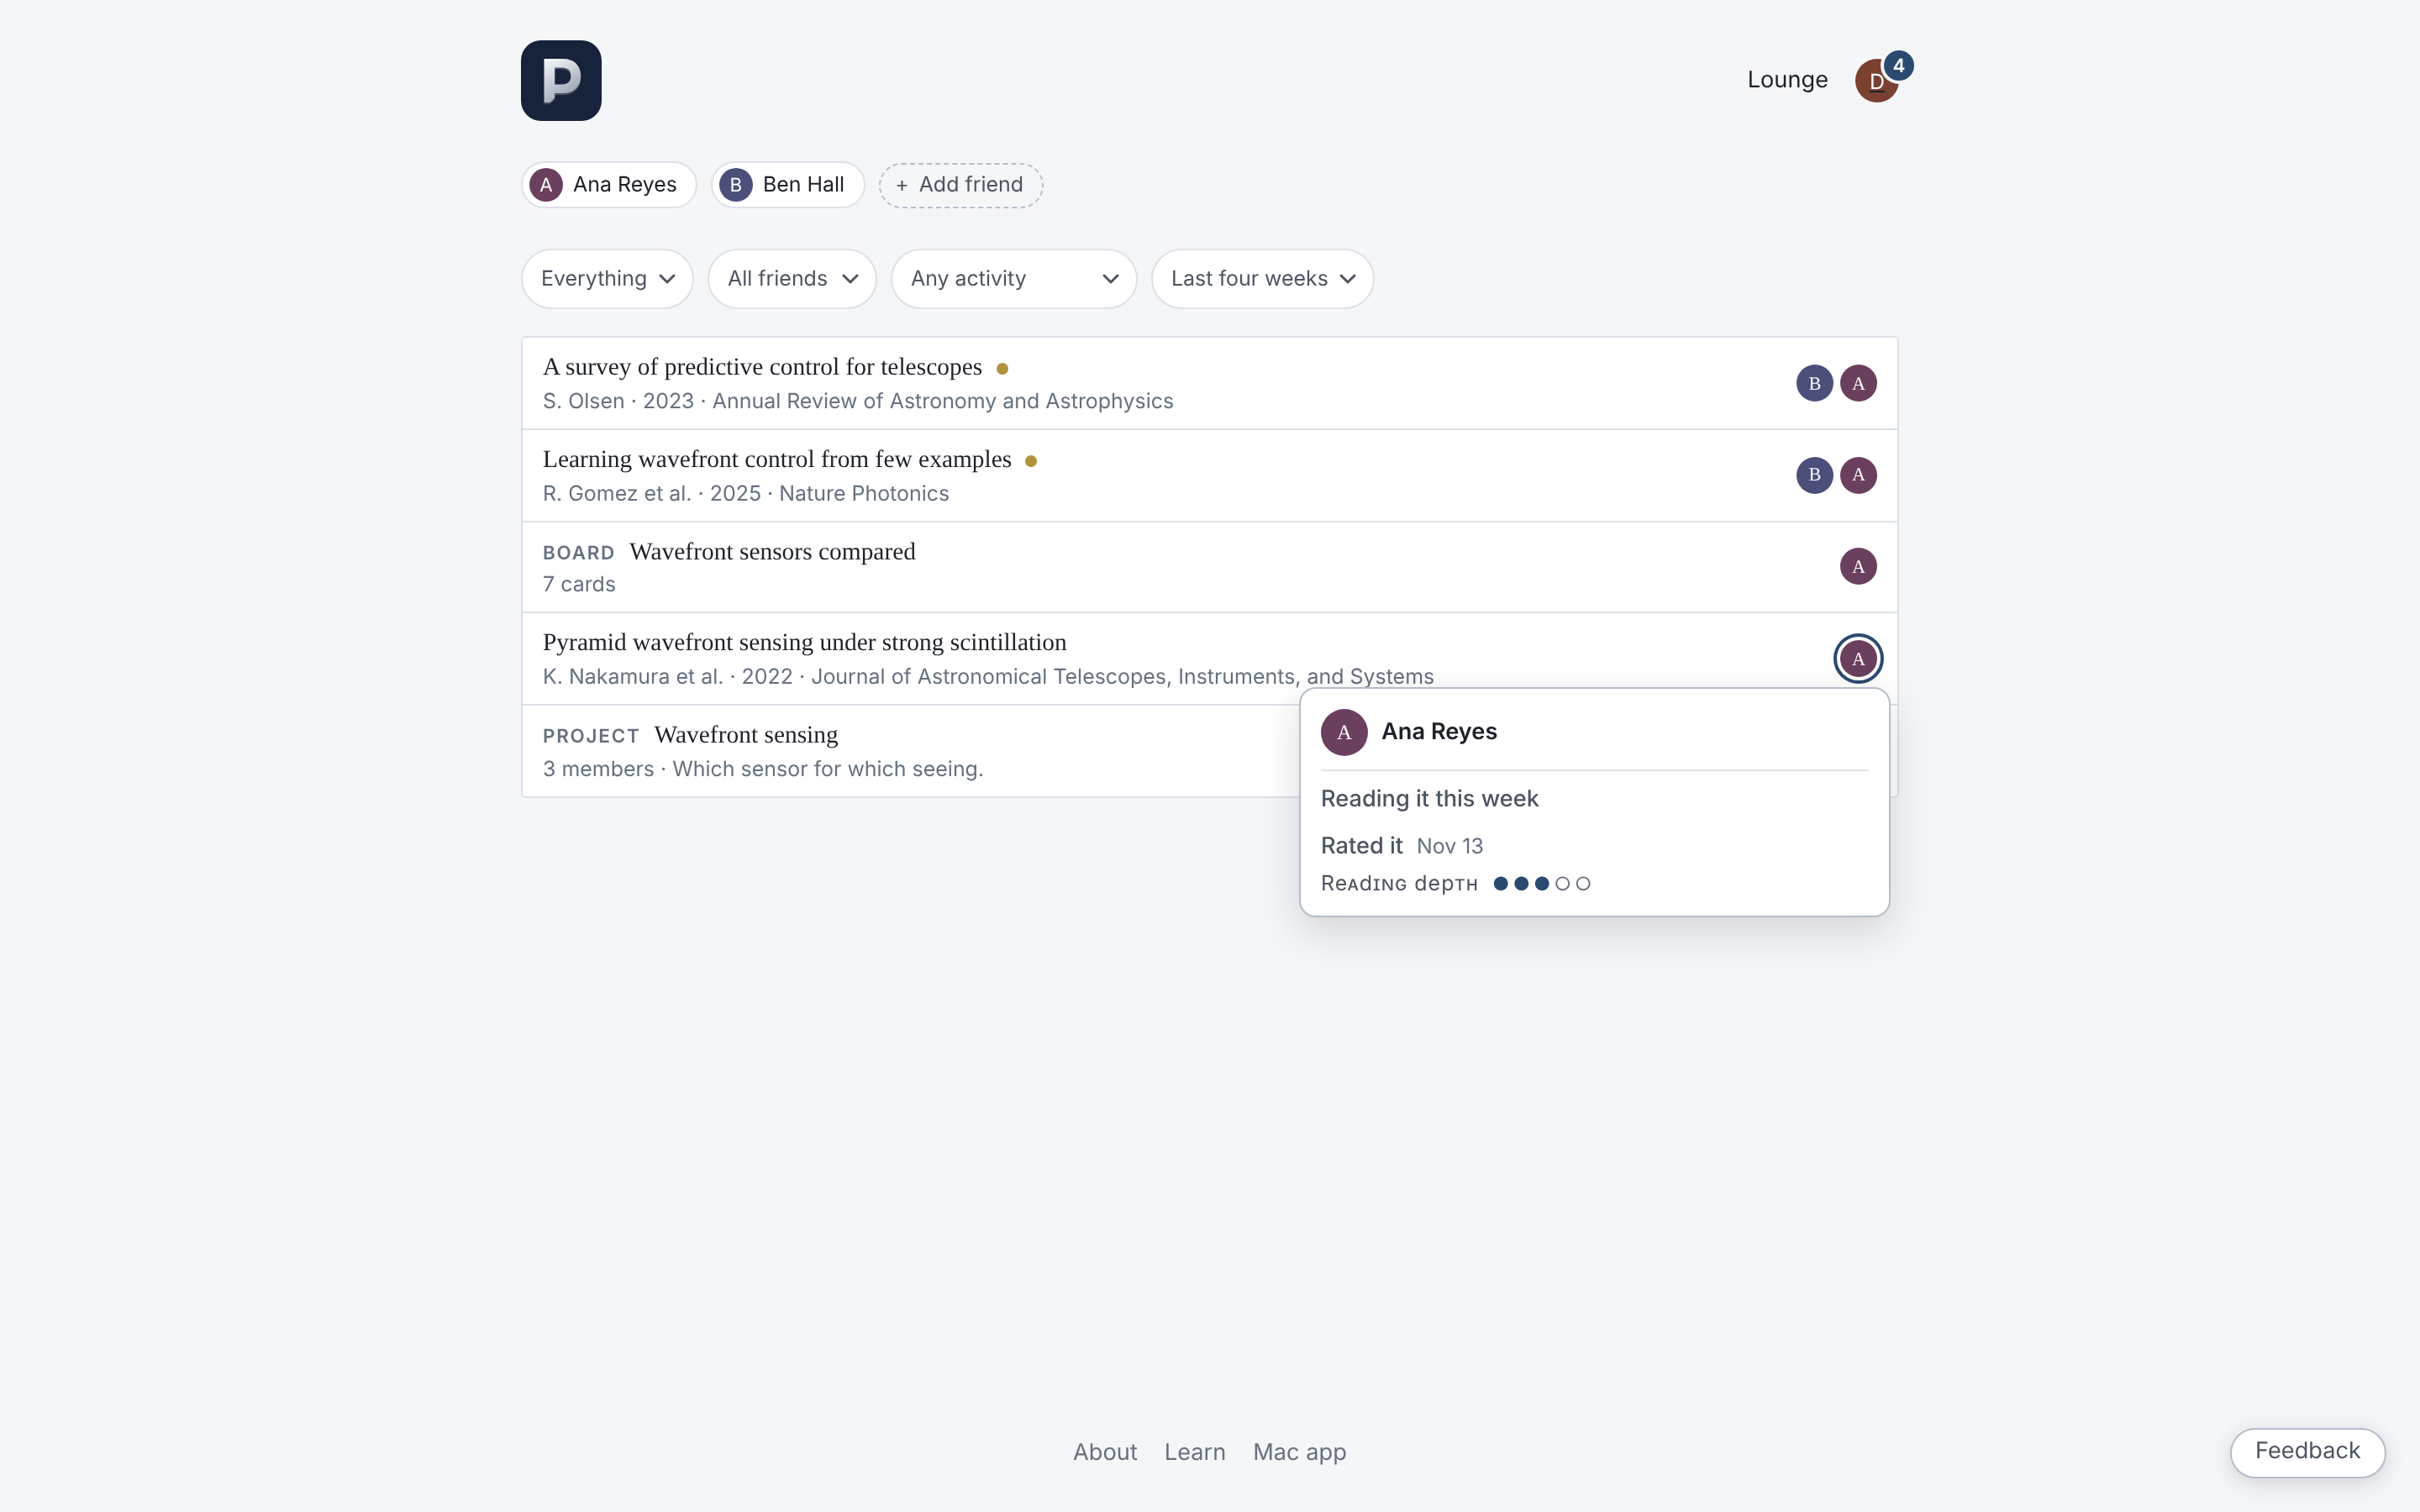 P
Lounge D 4
A Ana Reyes B Ben Hall + Add friend
Everything All friends Any activity Last four weeks
A survey of predictive control for telescopes
S. Olsen · 2023 · Annual Review of Astronomy and Astrophysics
B A
Learning wavefront control from few examples
R. Gomez et al. · 2025 · Nature Photonics
B A
BOARD Wavefront sensors compared
7 cards
A
Pyramid wavefront sensing under strong scintillation
K. Nakamura et al. · 2022 · Journal of Astronomical Telescopes, Instruments, and Systems
A
PROJECT Wavefront sensing
3 members · Which sensor for which seeing.
A Ana Reyes
Reading it this week
Rated it Nov 13
Reᴀdɪɴɢ depᴛʜ
About Learn Mac app
Feedback